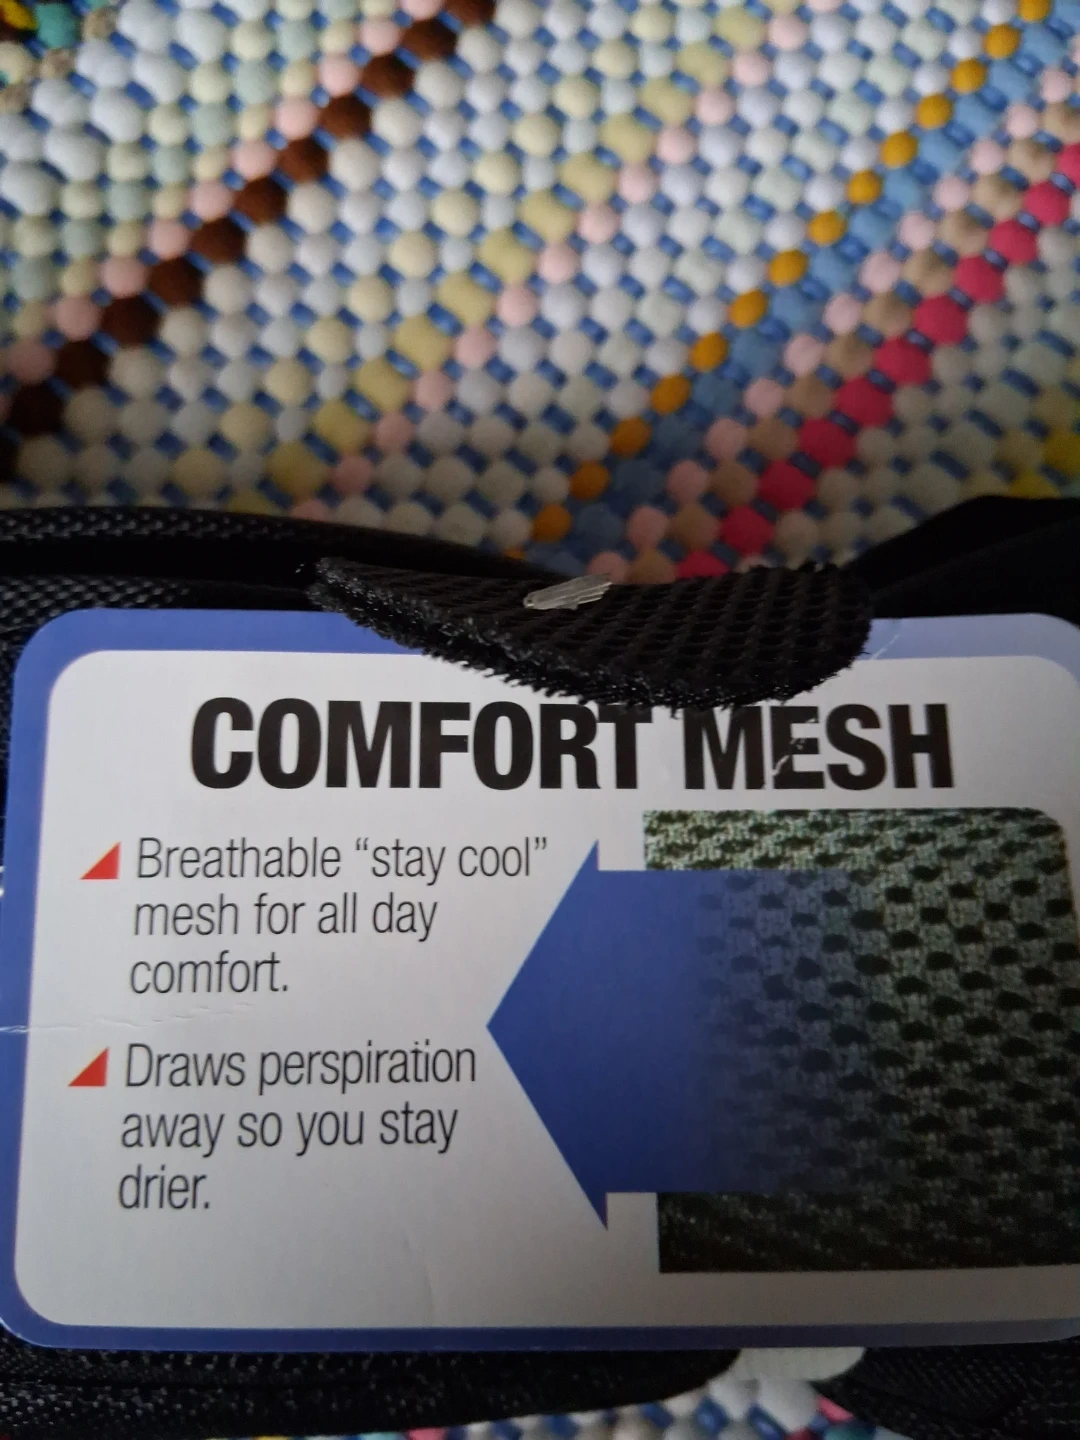 COMFORT MESH
Breathable “stay cool”
mesh for all day
comfort.
Draws perspiration
away so you stay
drier.